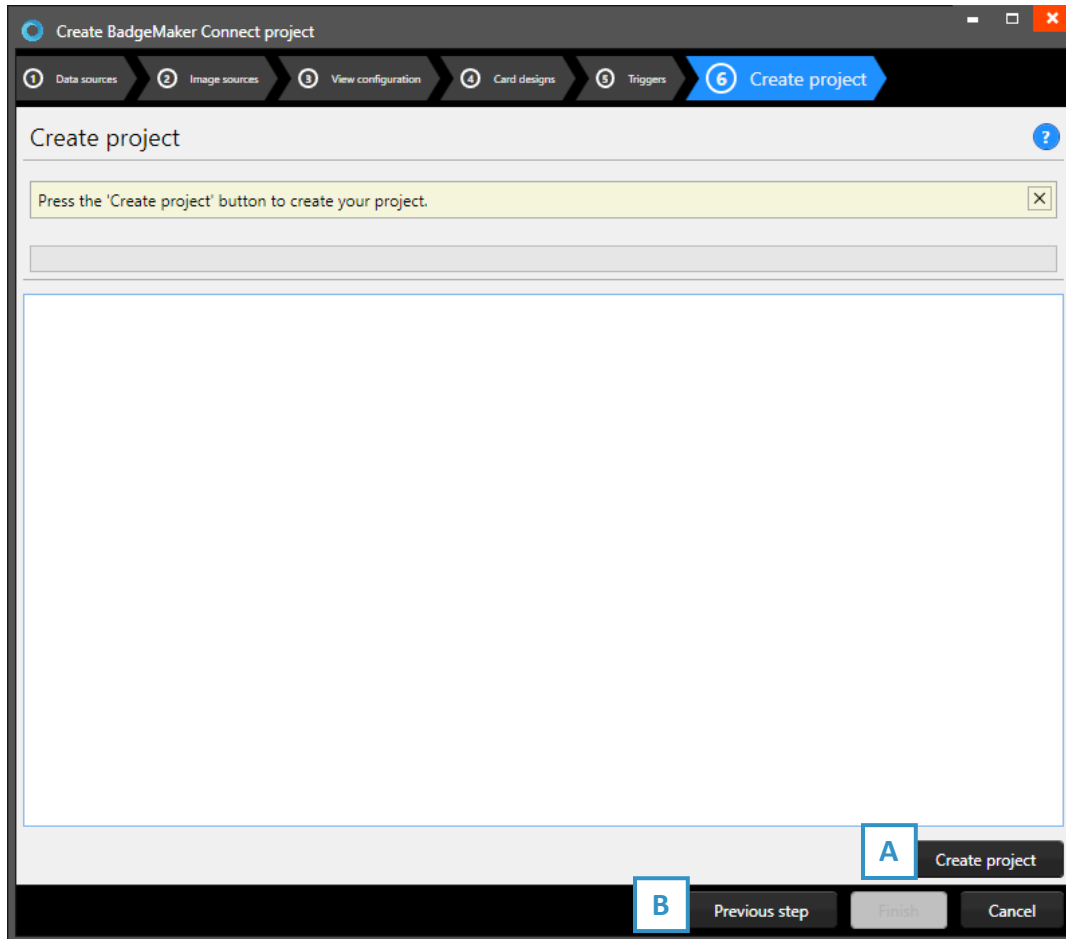 Create BadgeMaker Connect project
1 Data sources 2 Image sources 3 View configuration 4 Card designs 5 Triggers 6 Create project
Create project ?
Press the 'Create project' button to create your project.
A Create project
B Previous step Finish Cancel